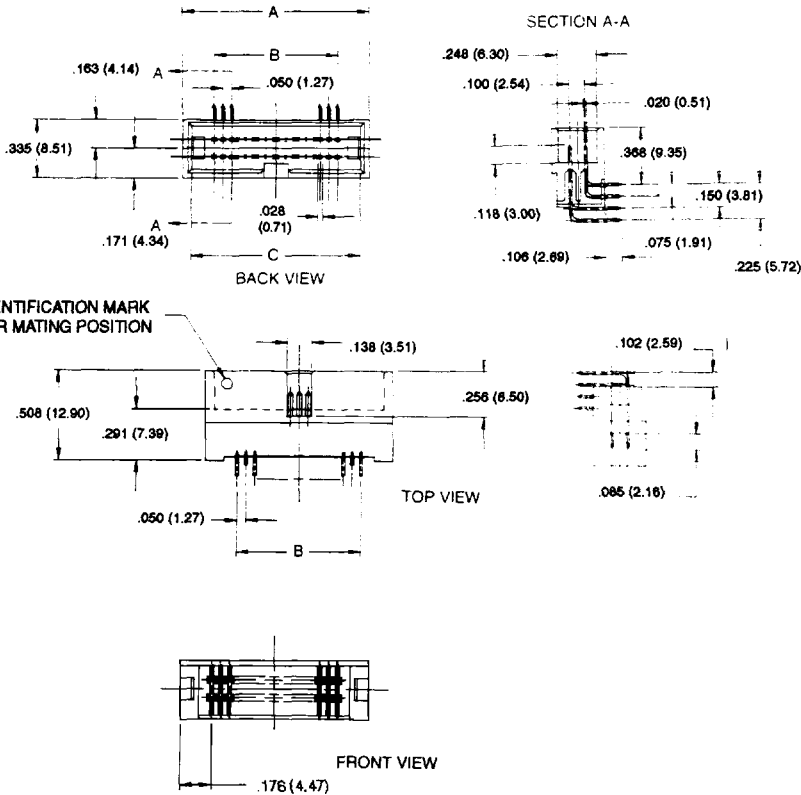 A
SECTION A-A
B
.248 (6.30)
.163 (4.14)
A
.050 (1.27)
.100 (2.54)
.020 (0.51)
.335 (8.51)
.368 (9.35)
.150 (3.81)
.028
(0.71)
.118 (3.00)
A
.171 (4.34)
.075 (1.91)
C
.106 (2.69)
.225 (5.72)
BACK VIEW
ENTIFICATION MARK
R MATING POSITION
.138 (3.51)
.102 (2.59)
.508 (12.90)
.256 (6.50)
.291 (7.39)
TOP VIEW
.085 (2.16)
.050 (1.27)
B
FRONT VIEW
.176 (4.47)